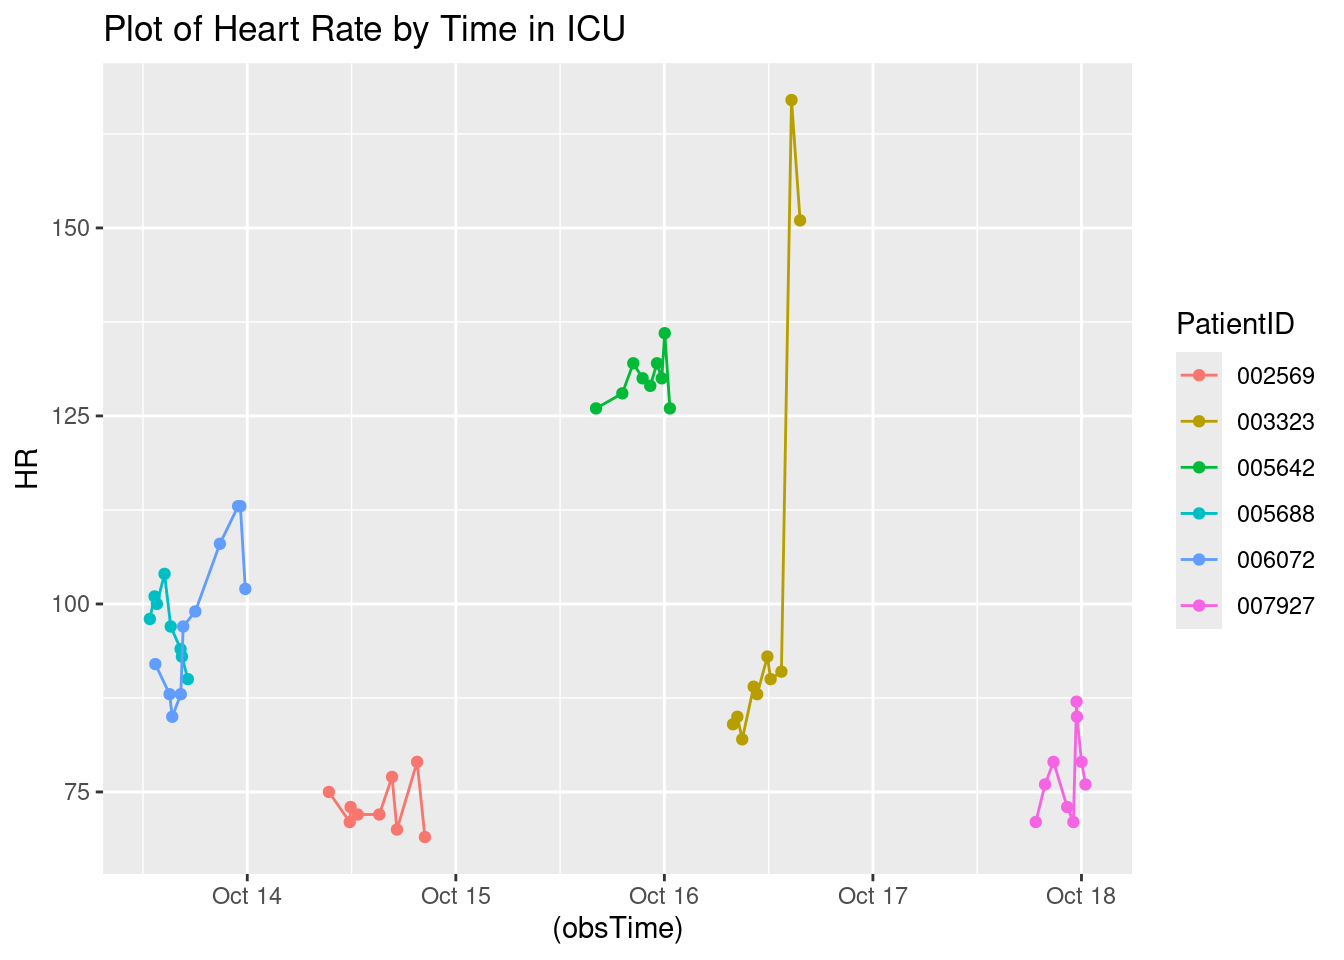 Plot of Heart Rate by Time in ICU
HR
150
125
100
75
Oct 14
Oct 15
Oct 16
Oct 17
Oct 18
(obsTime)
PatientID
002569
003323
005642
005688
006072
007927